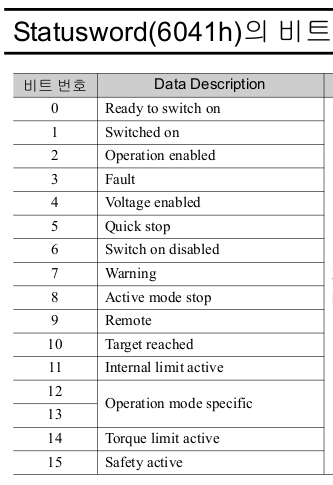 Statusword(6041h)의 비트
비트 번호 Data Description
0 Ready to switch on
1 Switched on
2 Operation enabled
3 Fault
4 Voltage enabled
5 Quick stop
6 Switch on disabled
7 Warning
8 Active mode stop
9 Remote
10 Target reached
11 Internal limit active
12
Operation mode specific
13
14 Torque limit active
15 Safety active